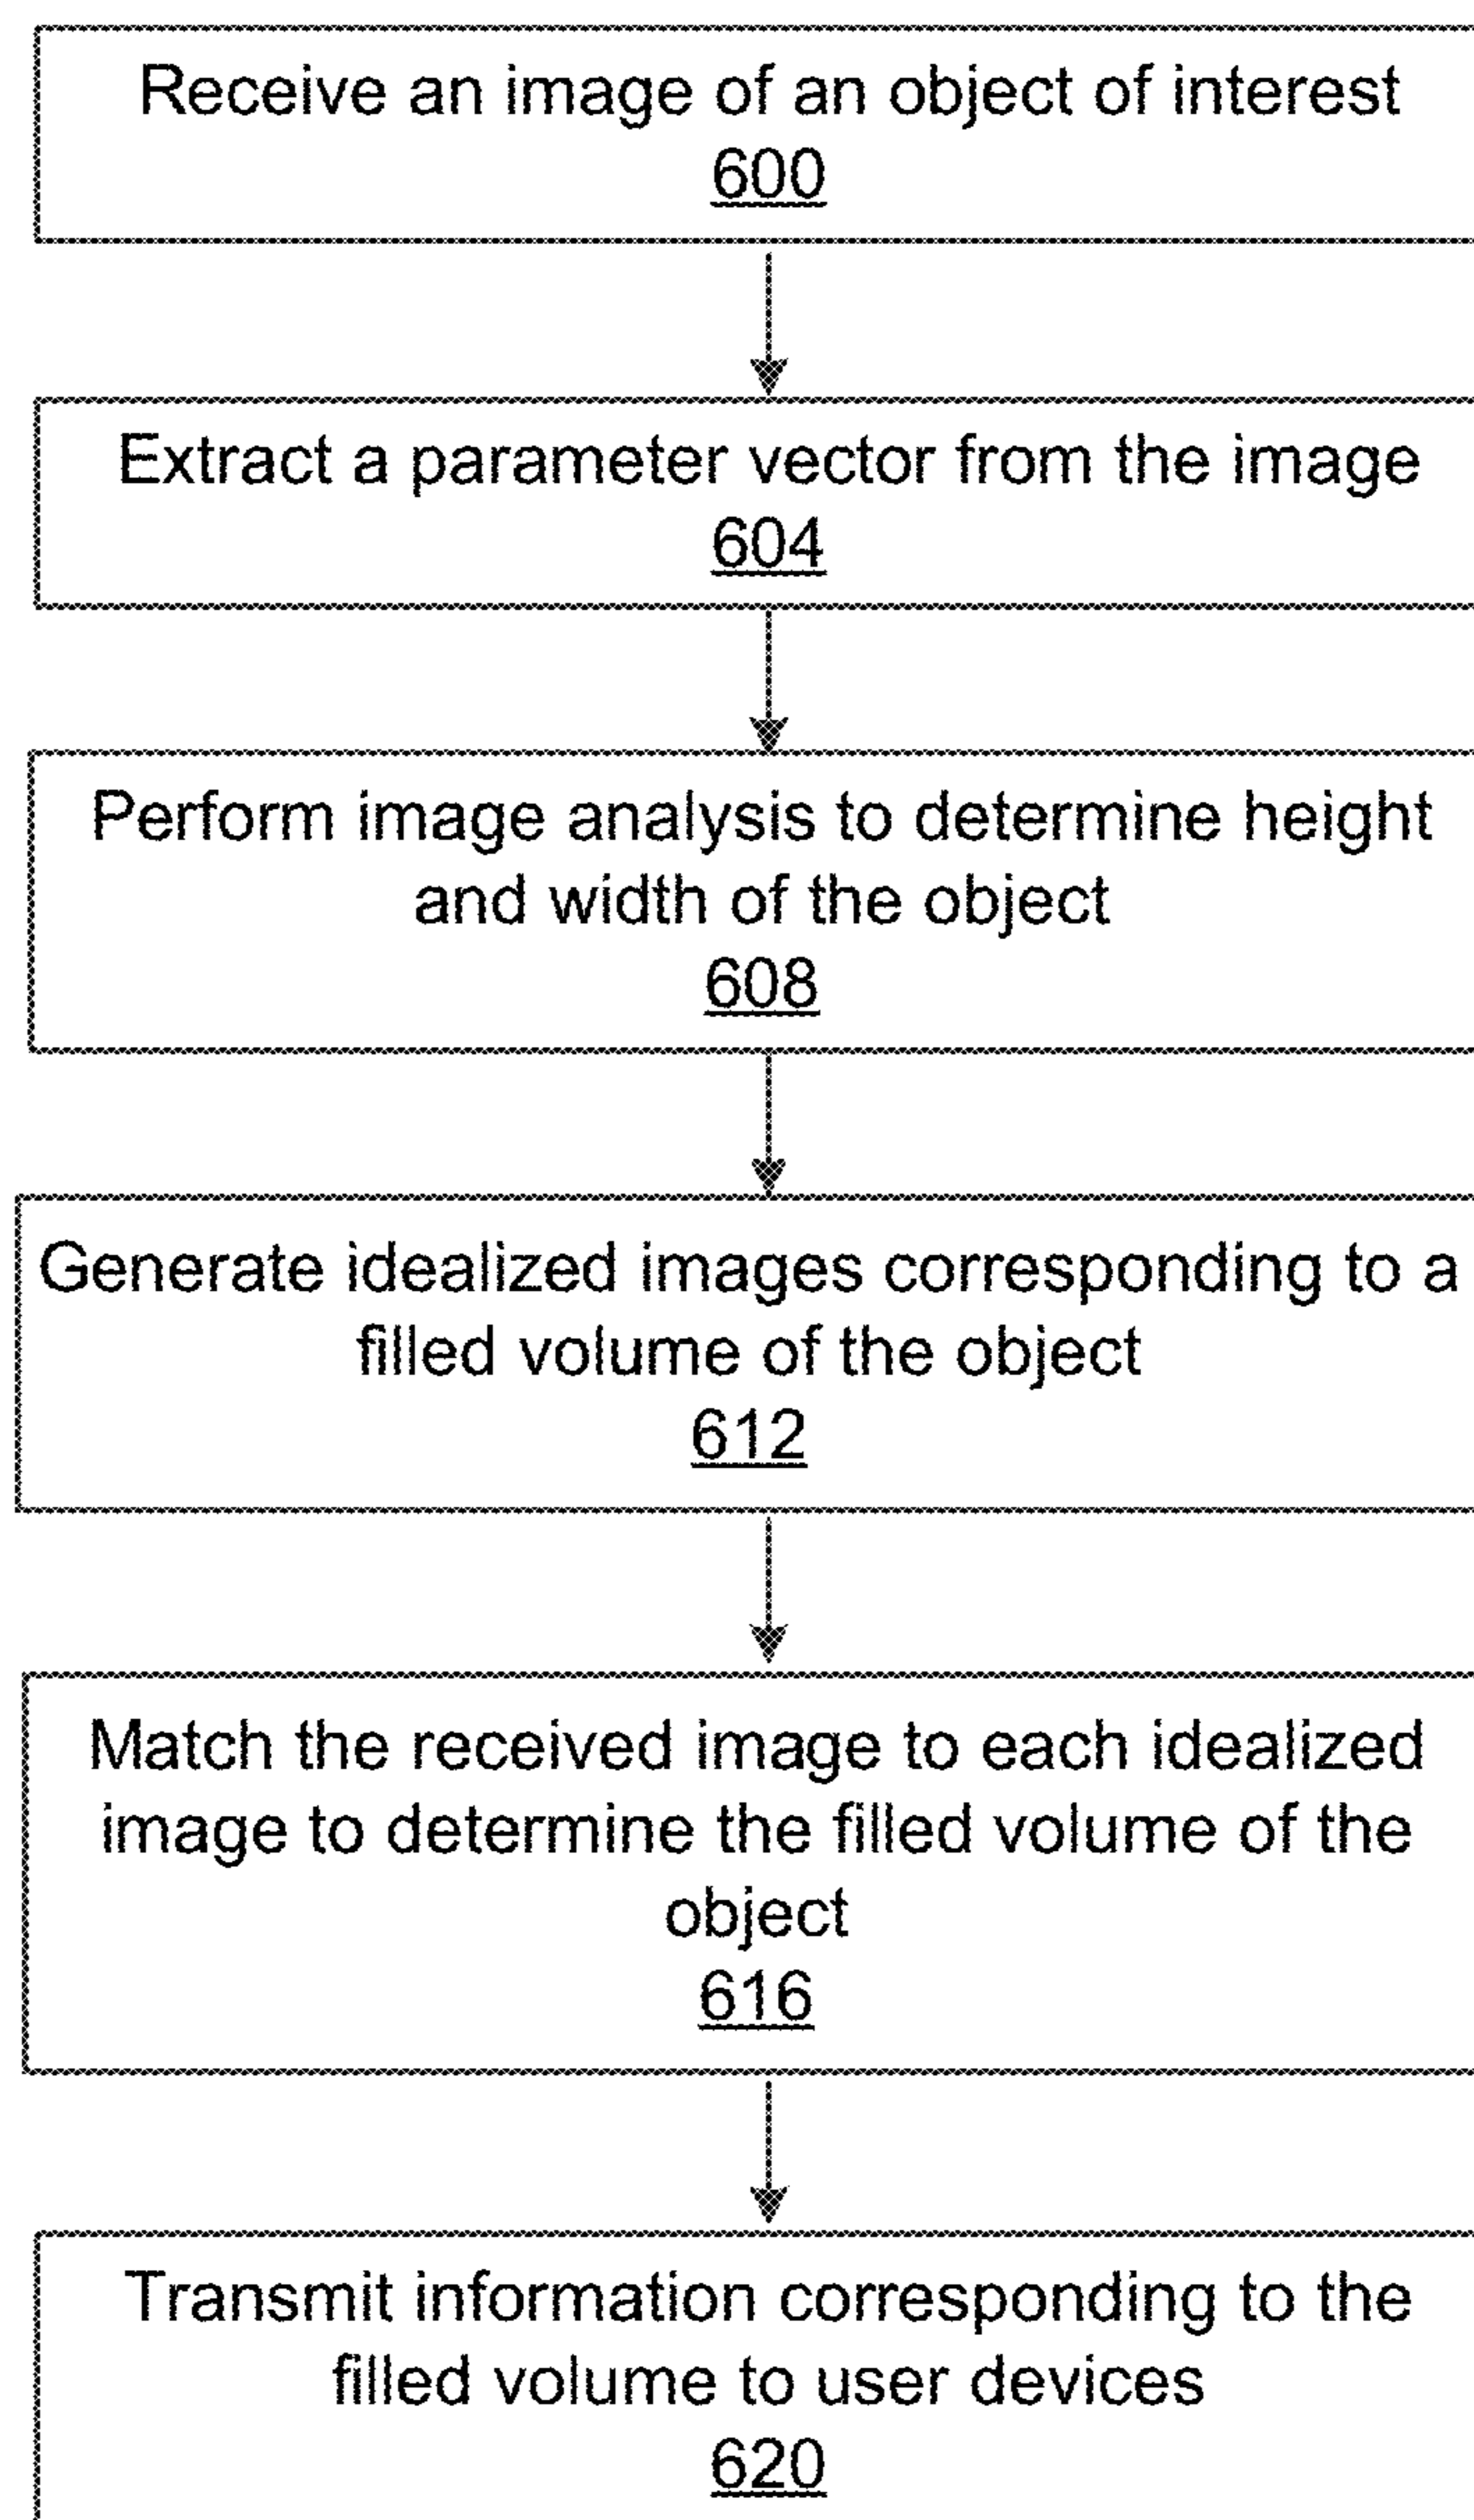 Receive an image of an object of interest
600
Extract a parameter vector from the image
604
Perform image analysis to determine height
and width of the object
608
Generate idealized images corresponding to a
filled volume of the object
612
Match the received image to each idealized
image to determine the filled volume of the
object
616
Transmit information corresponding to the
filled volume to user devices
620